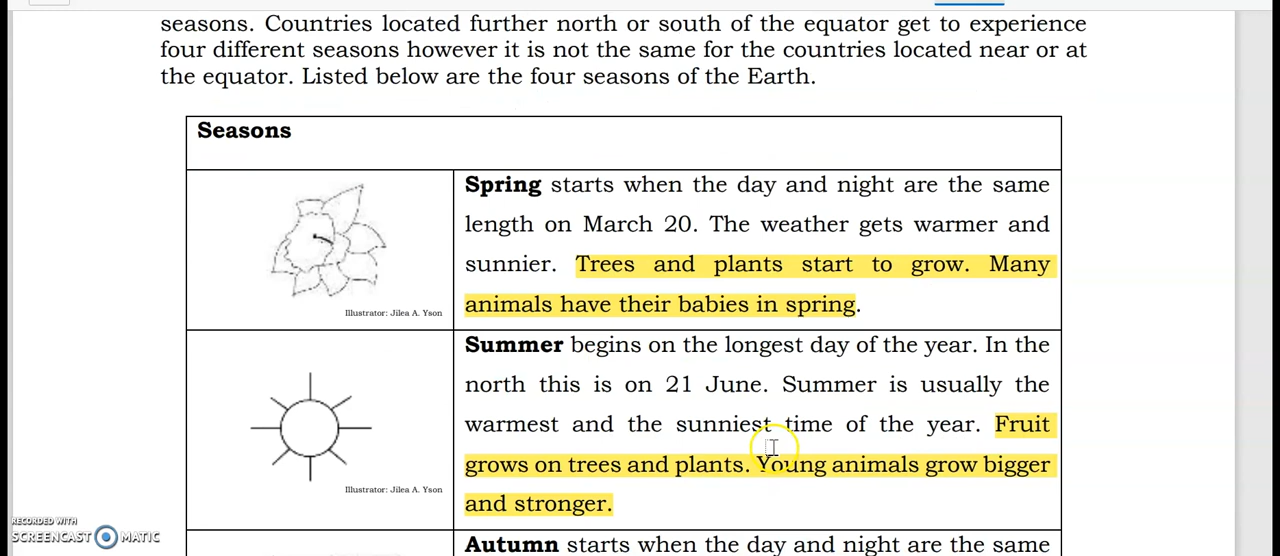 seasons. Countries located further north or south of the equator get to experience
four different seasons however it is not the same for the countries located near or at
the equator. Listed below are the four seasons of the Earth.
Seasons
Spring starts when the day and night are the same
length on March 20. The weather gets warmer and
sunnier. Trees and plants start to grow. Many
animals have their babies in spring.
Illustrator: Jilea A. Yson
Summer begins on the longest day of the year. In the
north this is on 21 June. Summer is usually the
warmest and the sunniest time of the year. Fruit
grows on trees and plants. Young animals grow bigger
and stronger.
Illustrator: Jilea A. Yson
Autumn starts when the day and night are the same
RECORDED WITH
SCREENCAST MATIC